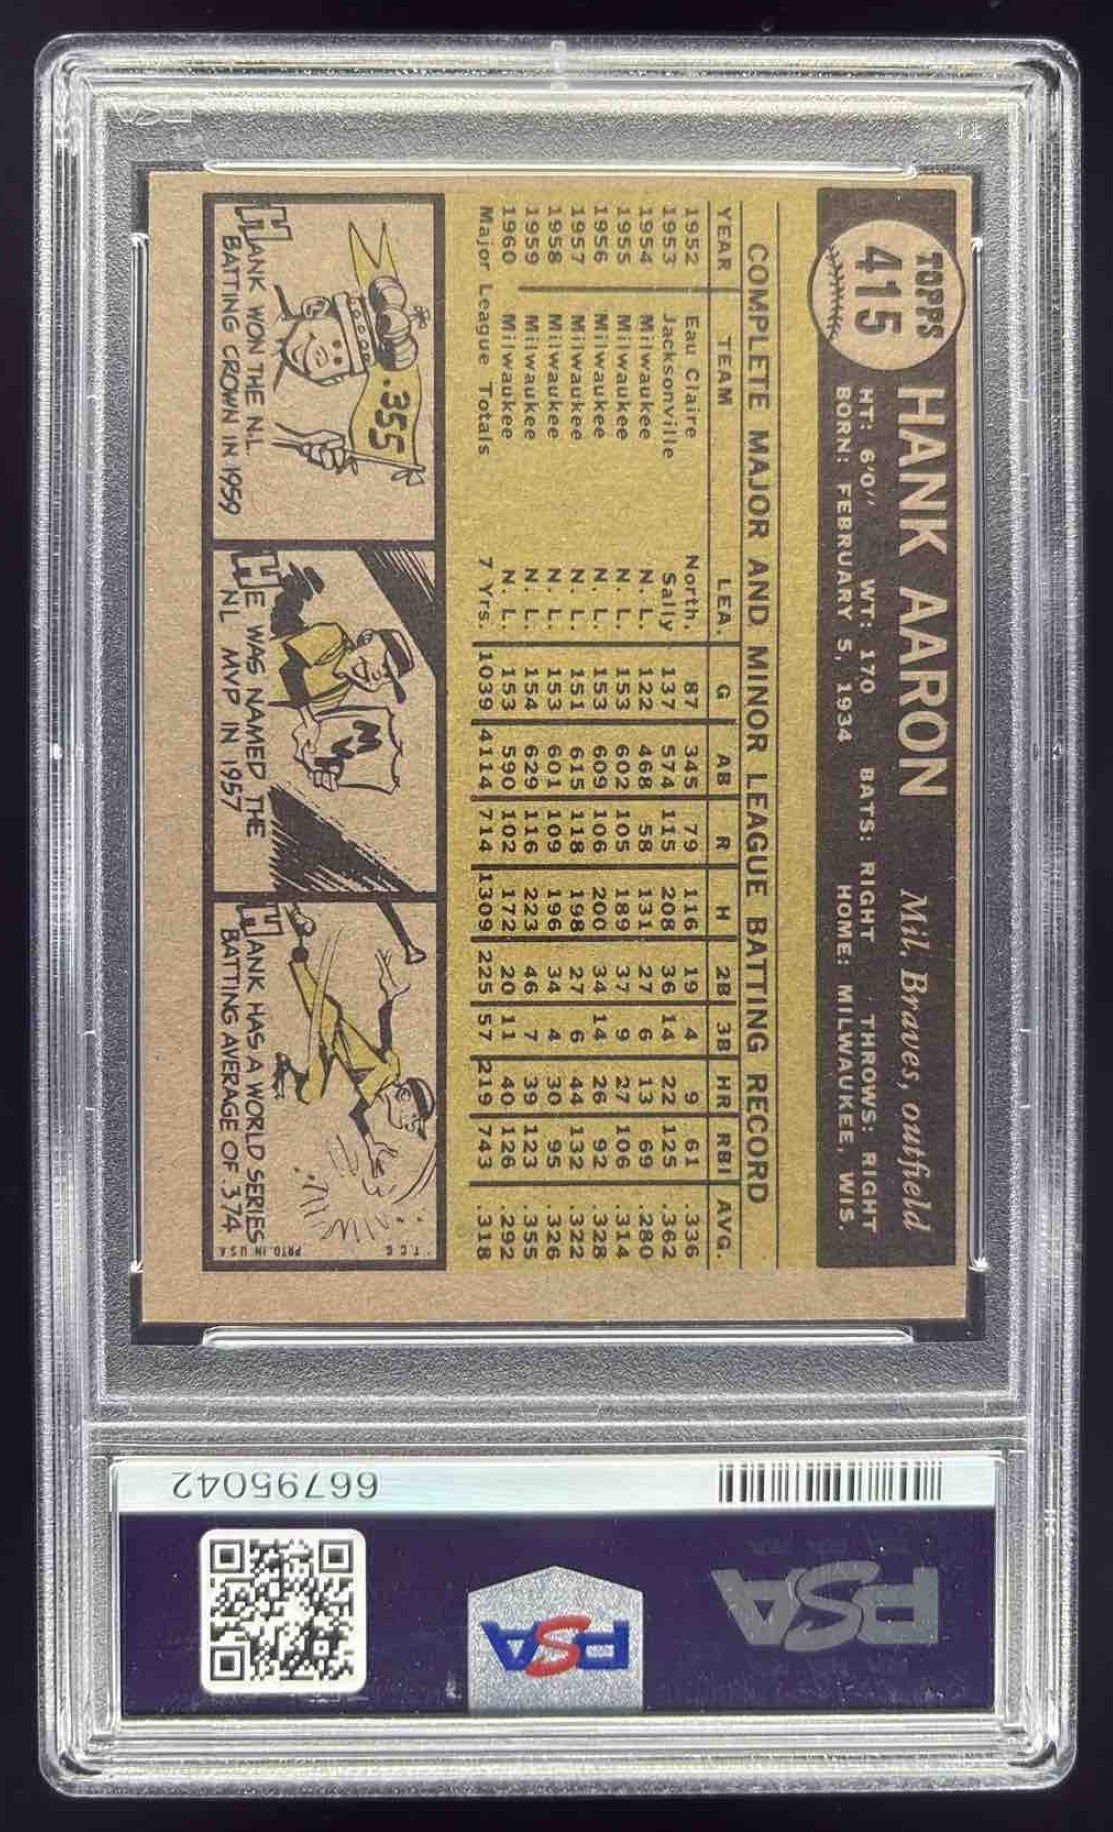 TOPPS
415
HANK AARON Mil. Braves, outfield
HT: 6'0" WT: 170 BATS: RIGHT THROWS: RIGHT
BORN: FEBRUARY 5, 1934 HOME: MILWAUKEE, WIS.
COMPLETE MAJOR AND MINOR LEAGUE BATTING RECORD
YEAR TEAM LEA. G AB R H 2B 3B HR RBI AVG.
1952 Eau Claire North. 87 345 79 116 19 4 9 61 .336
1953 Jacksonville Sally 137 574 115 208 36 14 22 125 .362
1954 Milwaukee N. L. 122 468 58 131 27 6 13 69 .280
1955 Milwaukee N. L. 153 602 105 189 37 9 27 106 .314
1956 Milwaukee N. L. 153 609 106 200 34 14 26 92 .328
1957 Milwaukee N. L. 151 615 118 198 27 6 44 132 .322
1958 Milwaukee N. L. 153 601 109 196 34 4 30 95 .326
1959 Milwaukee N. L. 154 629 116 223 46 7 39 123 .355
1960 Milwaukee N. L. 153 590 102 172 20 11 40 126 .292
Major League Totals 7 Yrs. 1039 4114 714 1309 225 57 219 743 .318
.355
HANK WON THE N.L.
BATTING CROWN IN 1959
M
HE WAS NAMED THE
NL MVP IN 1957
HANK HAS A WORLD SERIES
BATTING AVERAGE OF .374
T.C.G.
PRTD. IN U.S.A.
66795042
PSA
PSA
PSA